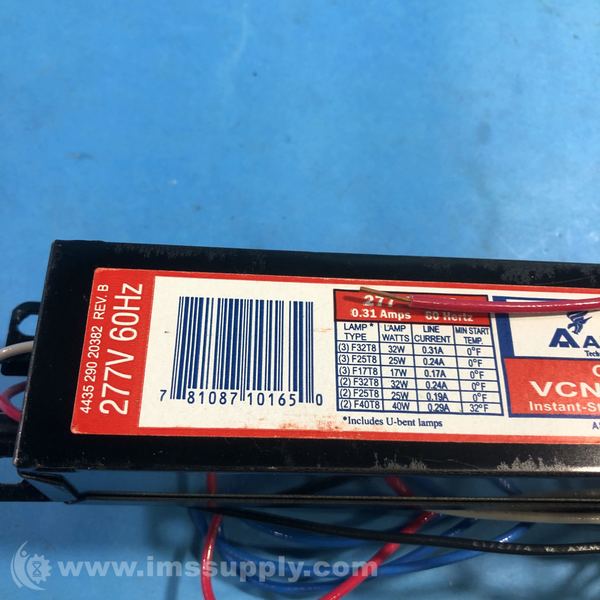 4435 290 20382 REV. B
277V 60Hz
7 81087 10165 0
277
0.31 Amps 60 Hertz
LAMP* TYPE LAMP WATTS LINE CURRENT MIN START TEMP.
(3) F32T8 32W 0.31A 0°F
(3) F25T8 25W 0.24A 0°F
(3) F17T8 17W 0.17A 0°F
(2) F32T8 32W 0.24A 0°F
(2) F25T8 25W 0.19A 0°F
(2) F40T8 40W 0.29A 32°F
*Includes U-bent lamps
VCN
Instant-St
www.imssupply.com